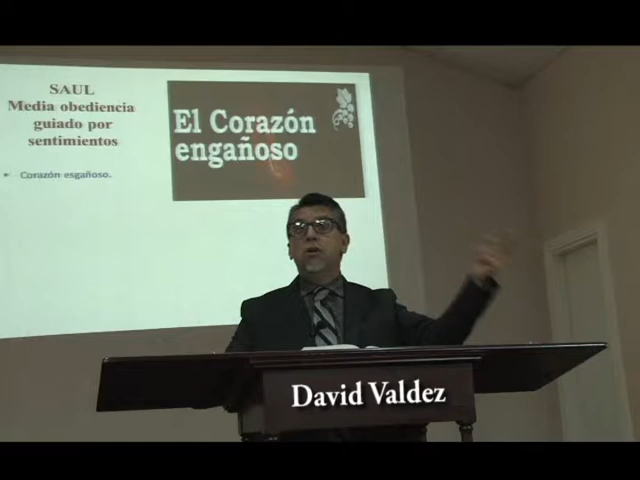 SAUL
Media obediencia
guiado por
sentimientos
Corazón esgañoso.
El Corazón
engañoso
David Valdez